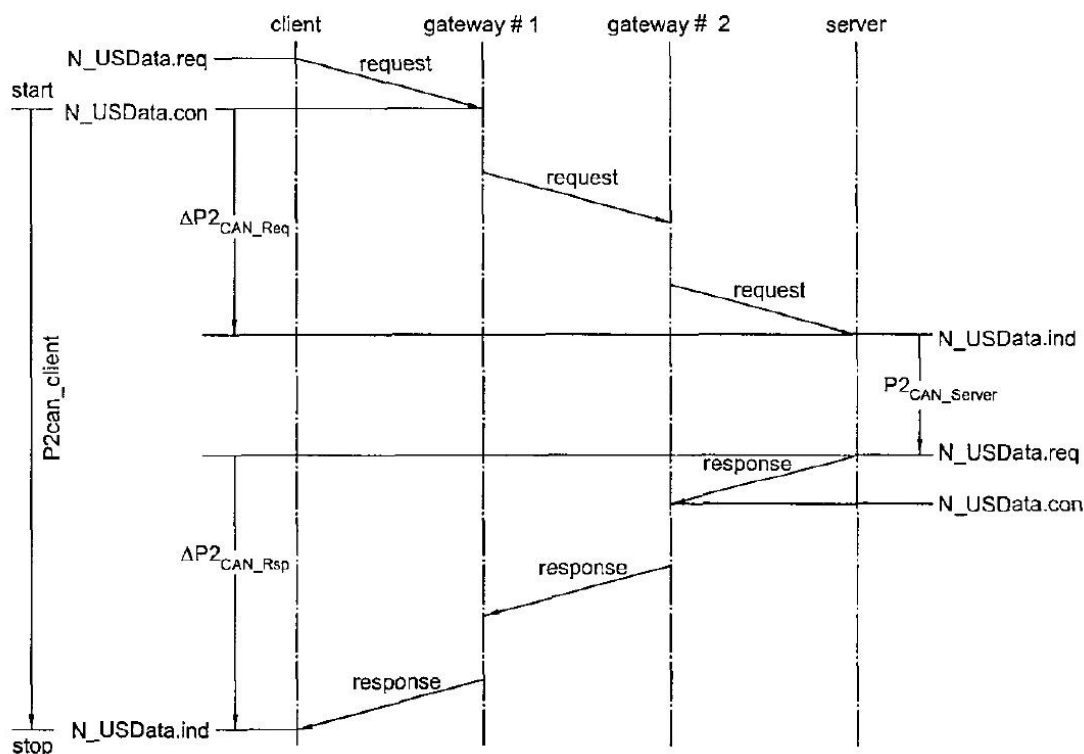 client gateway # 1 gateway # 2 server
N_USData.req
request
start
N_USData.con
request
ΔP2CAN_Req
request
N_USData.ind
P2can_client
P2CAN_Server
N_USData.req
response
N_USData.con
ΔP2CAN_Rsp
response
response
N_USData.ind
stop